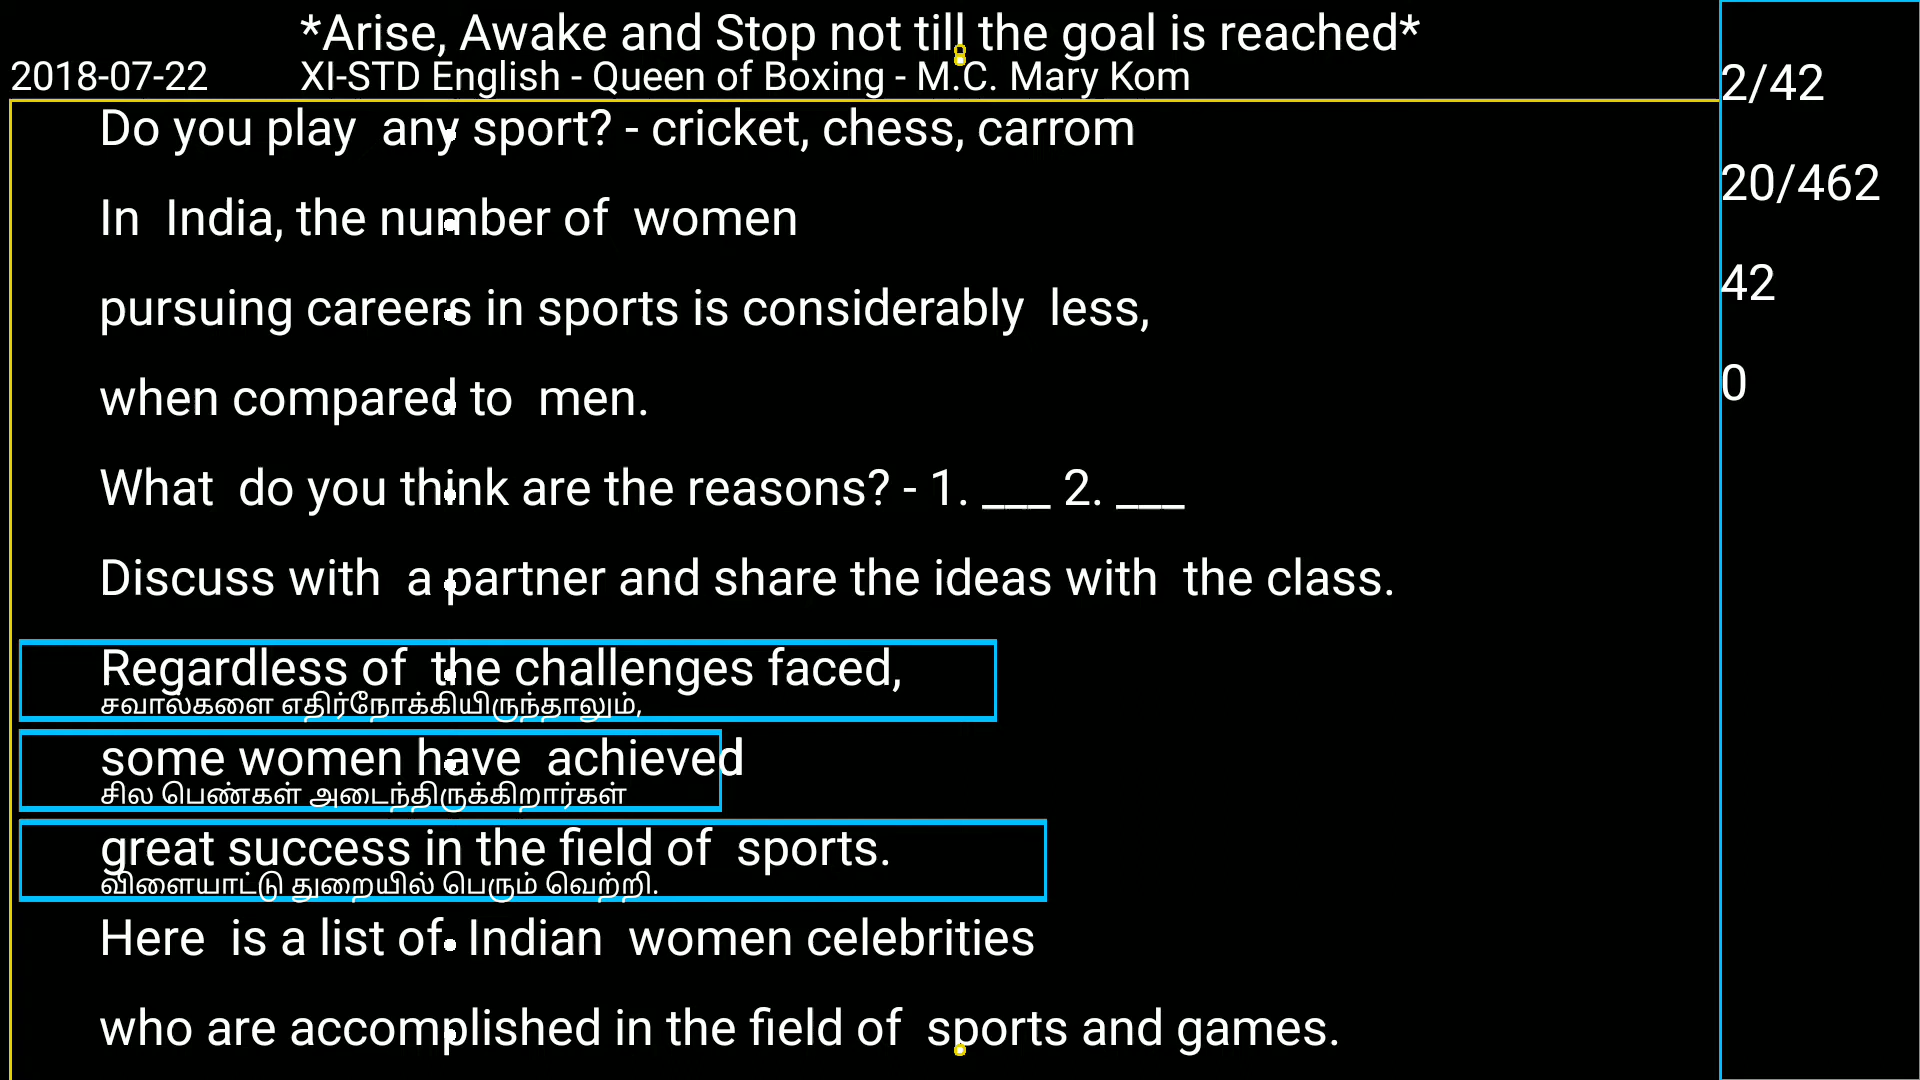 *Arise, Awake and Stop not till the goal is reached*
2018-07-22 XI-STD English - Queen of Boxing - M.C. Mary Kom
2/42
20/462
42
0
Do you play any sport? - cricket, chess, carrom
In India, the number of women
pursuing careers in sports is considerably less,
when compared to men.
What do you think are the reasons? - 1. ___ 2. ___
Discuss with a partner and share the ideas with the class.
Regardless of the challenges faced,
சவால்களை எதிர்நோக்கியிருந்தாலும்,
some women have achieved
சில பெண்கள் அடைந்திருக்கிறார்கள்
great success in the field of sports.
விளையாட்டு துறையில் பெரும் வெற்றி.
Here is a list of Indian women celebrities
who are accomplished in the field of sports and games.